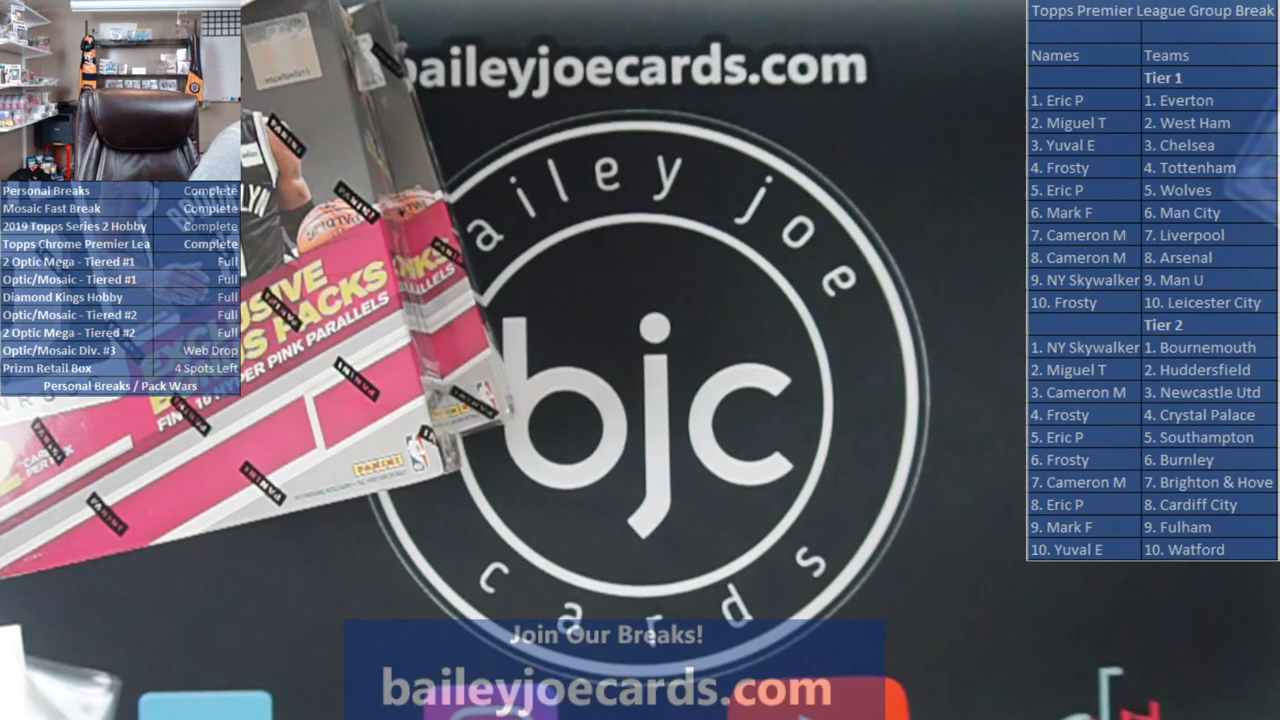 baileyjoecards.com
bailey joe
bjc
cards
Personal Breaks Complete
Mosaic Fast Break Complete
2019 Topps Series 2 Hobby Complete
Topps Chrome Premier Lea Complete
2 Optic Mega - Tiered #1 Full
Optic/Mosaic - Tiered #1 Full
Diamond Kings Hobby Full
Optic/Mosaic - Tiered #2 Full
2 Optic Mega - Tiered #2 Full
Optic/Mosaic Div. #3 Web Drop
Prizm Retail Box 4 Spots Left
Personal Breaks / Pack Wars
PANINI
PACKS
PINK PARALLELS
PANINI
Topps Premier League Group Break
Names Teams
Tier 1
1. Eric P 1. Everton
2. Miguel T 2. West Ham
3. Yuval E 3. Chelsea
4. Frosty 4. Tottenham
5. Eric P 5. Wolves
6. Mark F 6. Man City
7. Cameron M 7. Liverpool
8. Cameron M 8. Arsenal
9. NY Skywalker 9. Man U
10. Frosty 10. Leicester City
Tier 2
1. NY Skywalker 1. Bournemouth
2. Miguel T 2. Huddersfield
3. Cameron M 3. Newcastle Utd
4. Frosty 4. Crystal Palace
5. Eric P 5. Southampton
6. Frosty 6. Burnley
7. Cameron M 7. Brighton & Hove
8. Eric P 8. Cardiff City
9. Mark F 9. Fulham
10. Yuval E 10. Watford
Join Our Breaks!
baileyjoecards.com